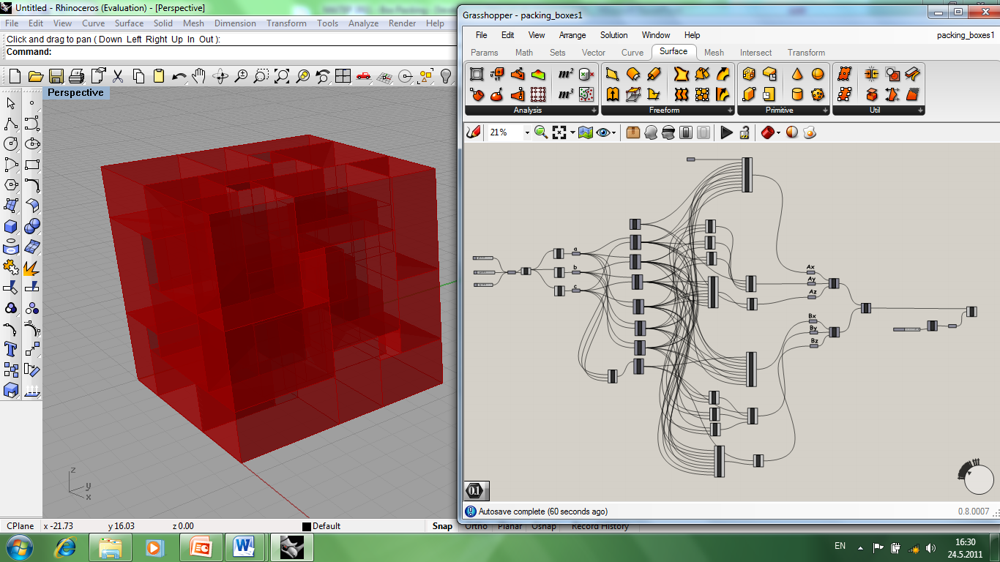 Untitled - Rhinoceros (Evaluation) - [Perspective]
File Edit View Curve Surface Solid Mesh Dimension Transform Tools Analyze Render Help
Click and drag to pan ( Down Left Right Up In Out ):
Command:
Perspective
z
y
x
CPlane x -21.73 y 16.03 z 0.00 Default Snap Ortho Planar Osnap Record History
Grasshopper - packing_boxes1
File Edit View Arrange Solution Window Help packing_boxes1
Params Math Sets Vector Curve Surface Mesh Intersect Transform
m² 
m³
Analysis Freeform Primitive Util
21%
a
b
c
Ax
Ay
Az
Bx
By
Bz
0.1
Autosave complete (60 seconds ago) 0.8.0007
EN 16:30
24.5.2011